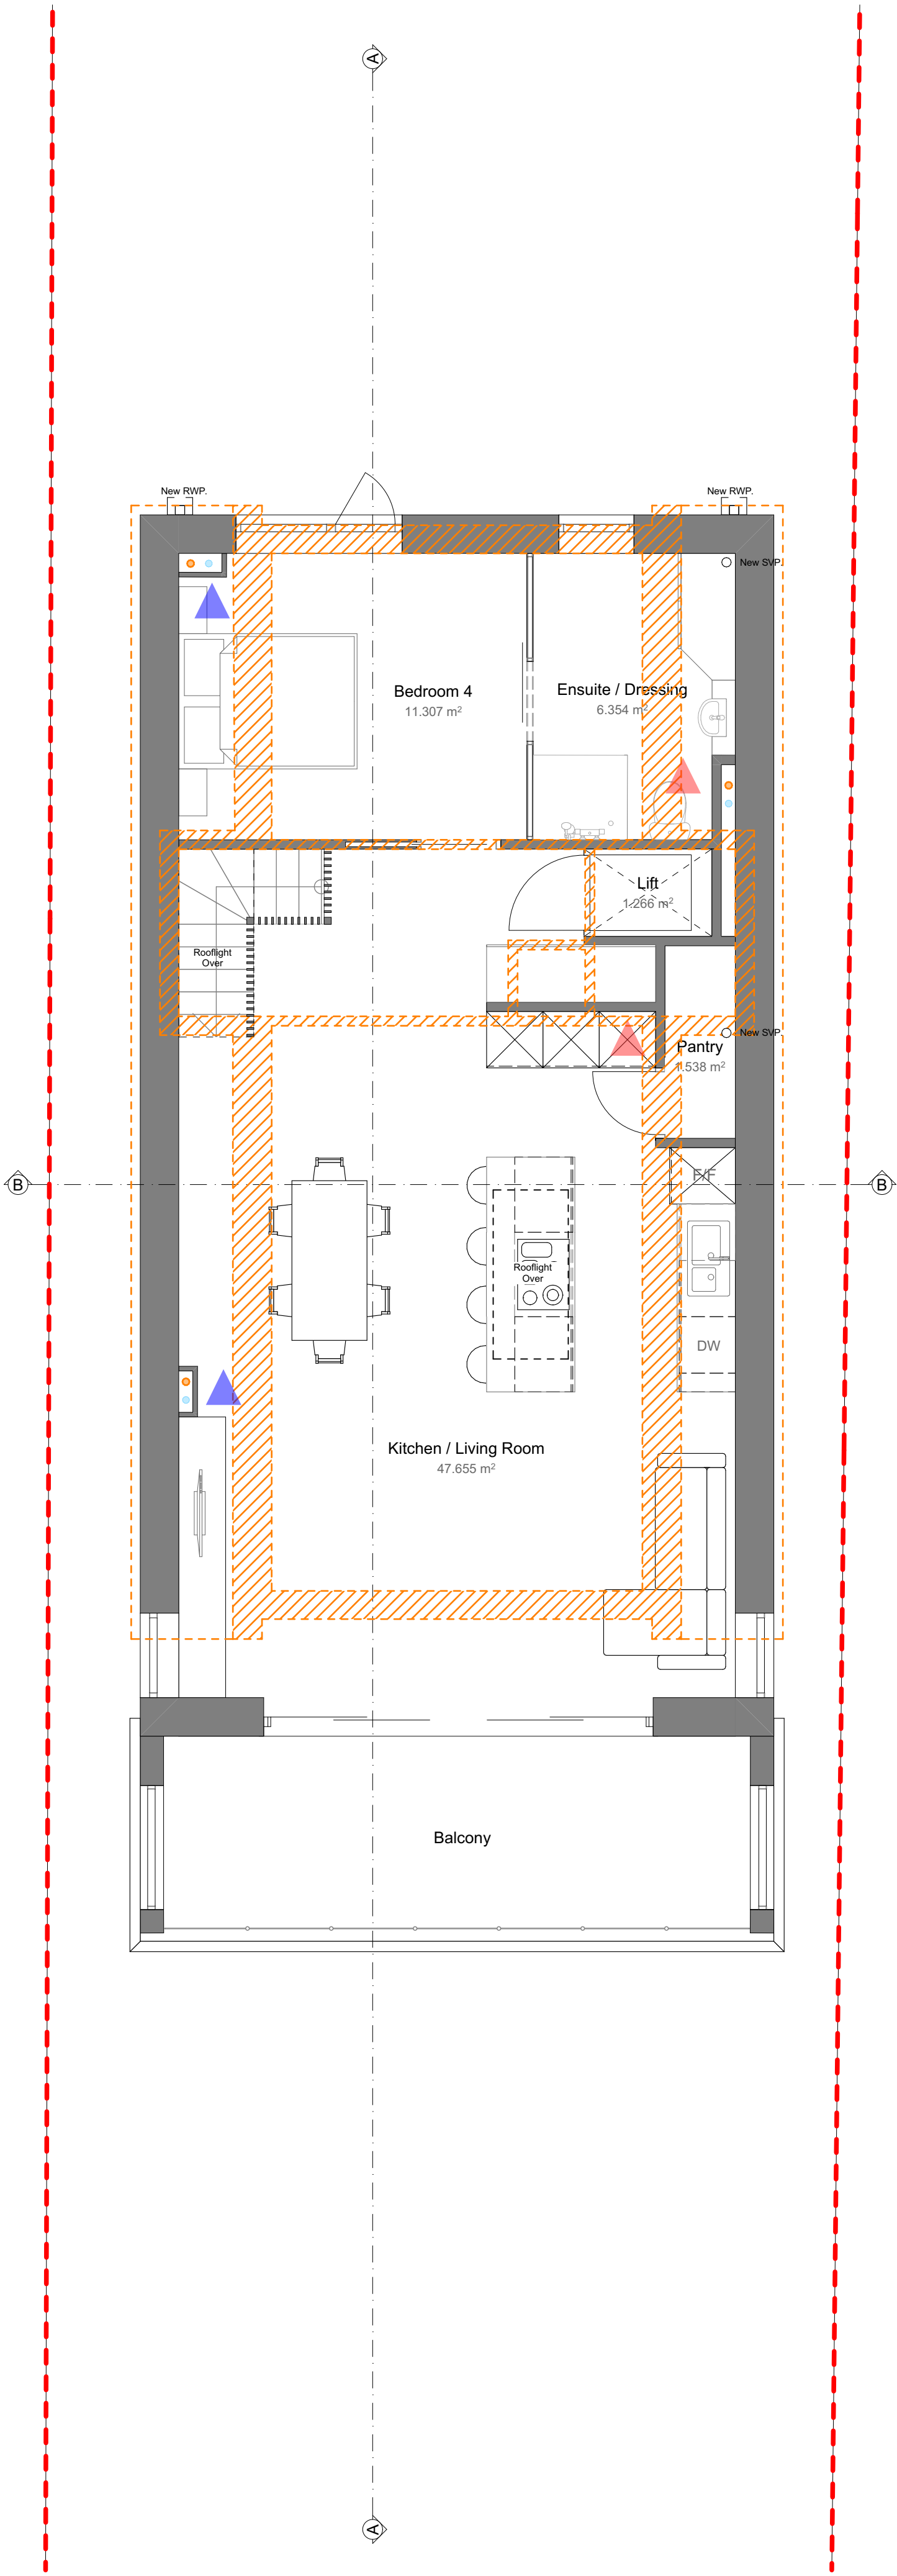 A
New RWP.
New RWP.
New SVP.
Bedroom 4
11.307 m²
Ensuite / Dressing
6.354 m²
Lift
1.266 m²
Rooflight
Over
New SVP.
Pantry
1.538 m²
B
B
F/F
Rooflight
Over
DW
Kitchen / Living Room
47.655 m²
Balcony
A